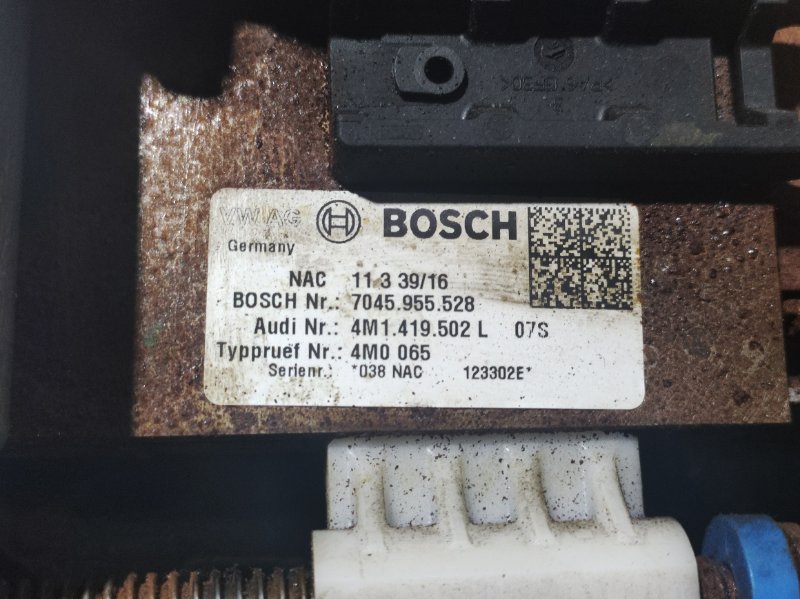 VW AG BOSCH
Germany
NAC 11 3 39/16
BOSCH Nr.: 7045.955.528
Audi Nr.: 4M1.419.502 L 07S
Typpruef Nr.: 4M0 065
Serienr.: *038 NAC 123302E*